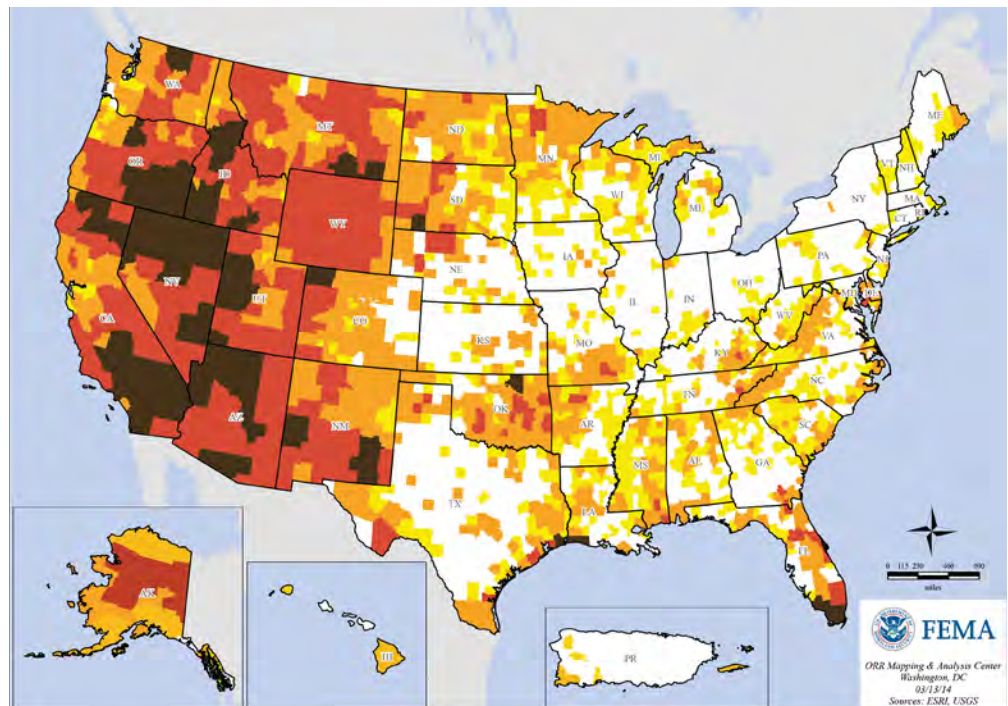 WA
OR
CA
ID
NV
MT
WY
UT
CO
AZ
NM
ND
SD
NE
KS
OK
TX
MN
IA
MO
AR
LA
WI
IL
MI
MI
IN
OH
KY
TN
MS
AL
GA
FL
SC
NC
VA
WV
PA
NY
VT
NH
ME
MA
CT
RI
NJ
MD
DE
AK
HI
PR
0 115 230 460 690
miles
FEMA
ORR Mapping & Analysis Center
Washington, DC
03/13/14
Sources: ESRI, USGS